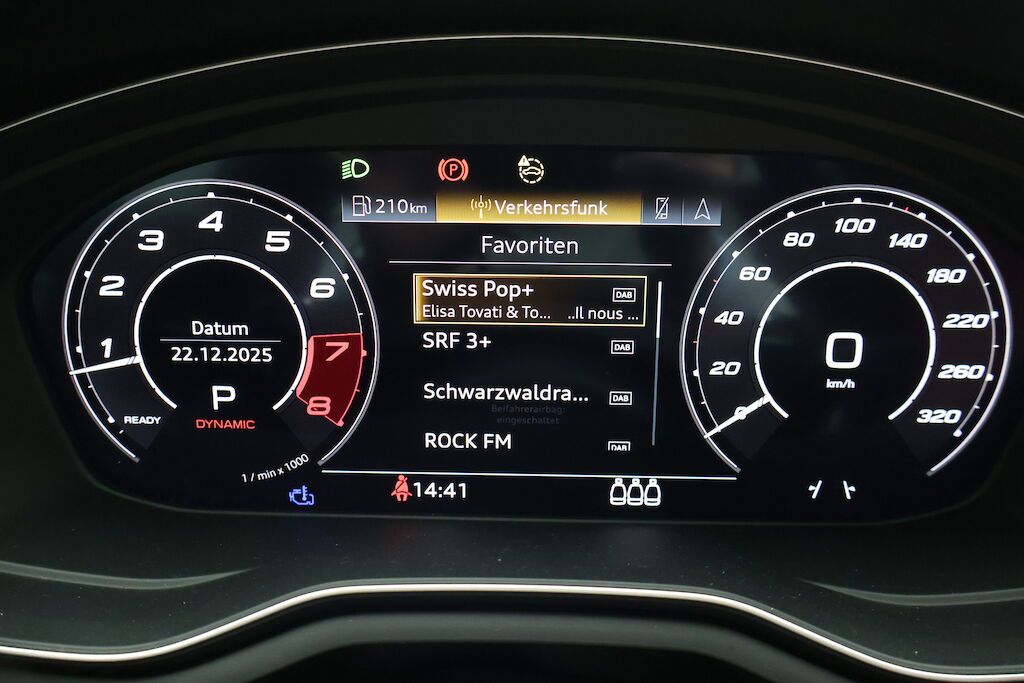 P
210 km
Verkehrsfunk
Favoriten
Swiss Pop+
DAB
Elisa Tovati & To... ..Il nous ...
SRF 3+
DAB
Schwarzwaldra...
DAB
Beifahrerairbag:
eingeschaltet
ROCK FM
DAB
1
2
3
4
5
6
7
8
Datum
22.12.2025
P
DYNAMIC
READY
1 / min x 1000
14:41
20
40
60
80
100
140
180
220
260
320
0
km/h